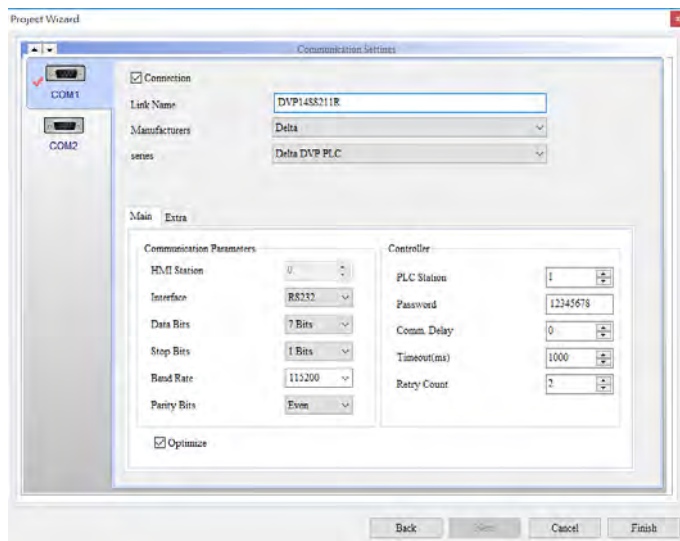 Project Wizard
Communication Settings
COM1
COM2
Connection
Link Name DVP14SS211R
Manufacturers Delta
series Delta DVP PLC
Main Extra
Communication Parameters
HMI Station 0
Interface RS232
Data Bits 7 Bits
Stop Bits 1 Bits
Baud Rate 115200
Parity Bits Even
Optimize
Controller
PLC Station 1
Password 12345678
Comm. Delay 0
Timeout(ms) 1000
Retry Count 2
Back Next Cancel Finish